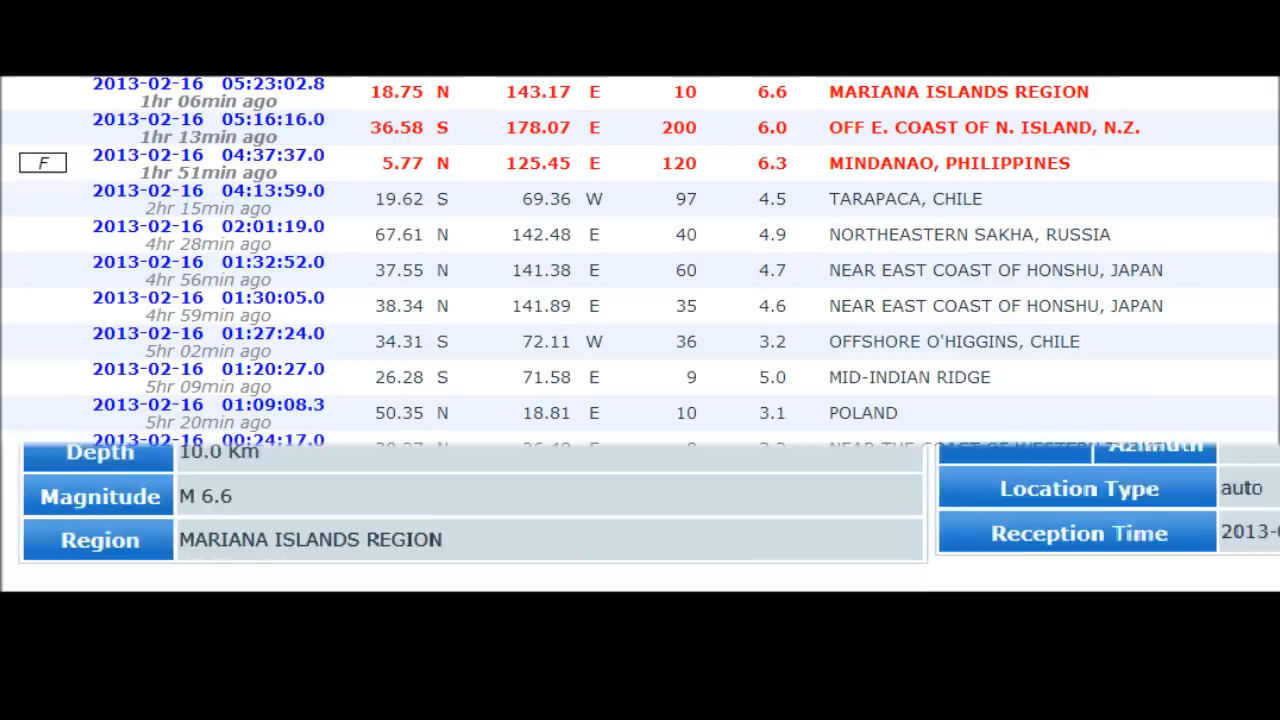 2013-02-16 05:23:02.8
1hr 06min ago
18.75 N 143.17 E 10 6.6 MARIANA ISLANDS REGION
2013-02-16 05:16:16.0
1hr 13min ago
36.58 S 178.07 E 200 6.0 OFF E. COAST OF N. ISLAND, N.Z.
F
2013-02-16 04:37:37.0
1hr 51min ago
5.77 N 125.45 E 120 6.3 MINDANAO, PHILIPPINES
2013-02-16 04:13:59.0
2hr 15min ago
19.62 S 69.36 W 97 4.5 TARAPACA, CHILE
2013-02-16 02:01:19.0
4hr 28min ago
67.61 N 142.48 E 40 4.9 NORTHEASTERN SAKHA, RUSSIA
2013-02-16 01:32:52.0
4hr 56min ago
37.55 N 141.38 E 60 4.7 NEAR EAST COAST OF HONSHU, JAPAN
2013-02-16 01:30:05.0
4hr 59min ago
38.34 N 141.89 E 35 4.6 NEAR EAST COAST OF HONSHU, JAPAN
2013-02-16 01:27:24.0
5hr 02min ago
34.31 S 72.11 W 36 3.2 OFFSHORE O'HIGGINS, CHILE
2013-02-16 01:20:27.0
5hr 09min ago
26.28 S 71.58 E 9 5.0 MID-INDIAN RIDGE
2013-02-16 01:09:08.3
5hr 20min ago
50.35 N 18.81 E 10 3.1 POLAND
2013-02-16 00:24:17.0
Depth 10.0 Km
Azimuth
Magnitude M 6.6
Location Type auto
Region MARIANA ISLANDS REGION
Reception Time 2013-